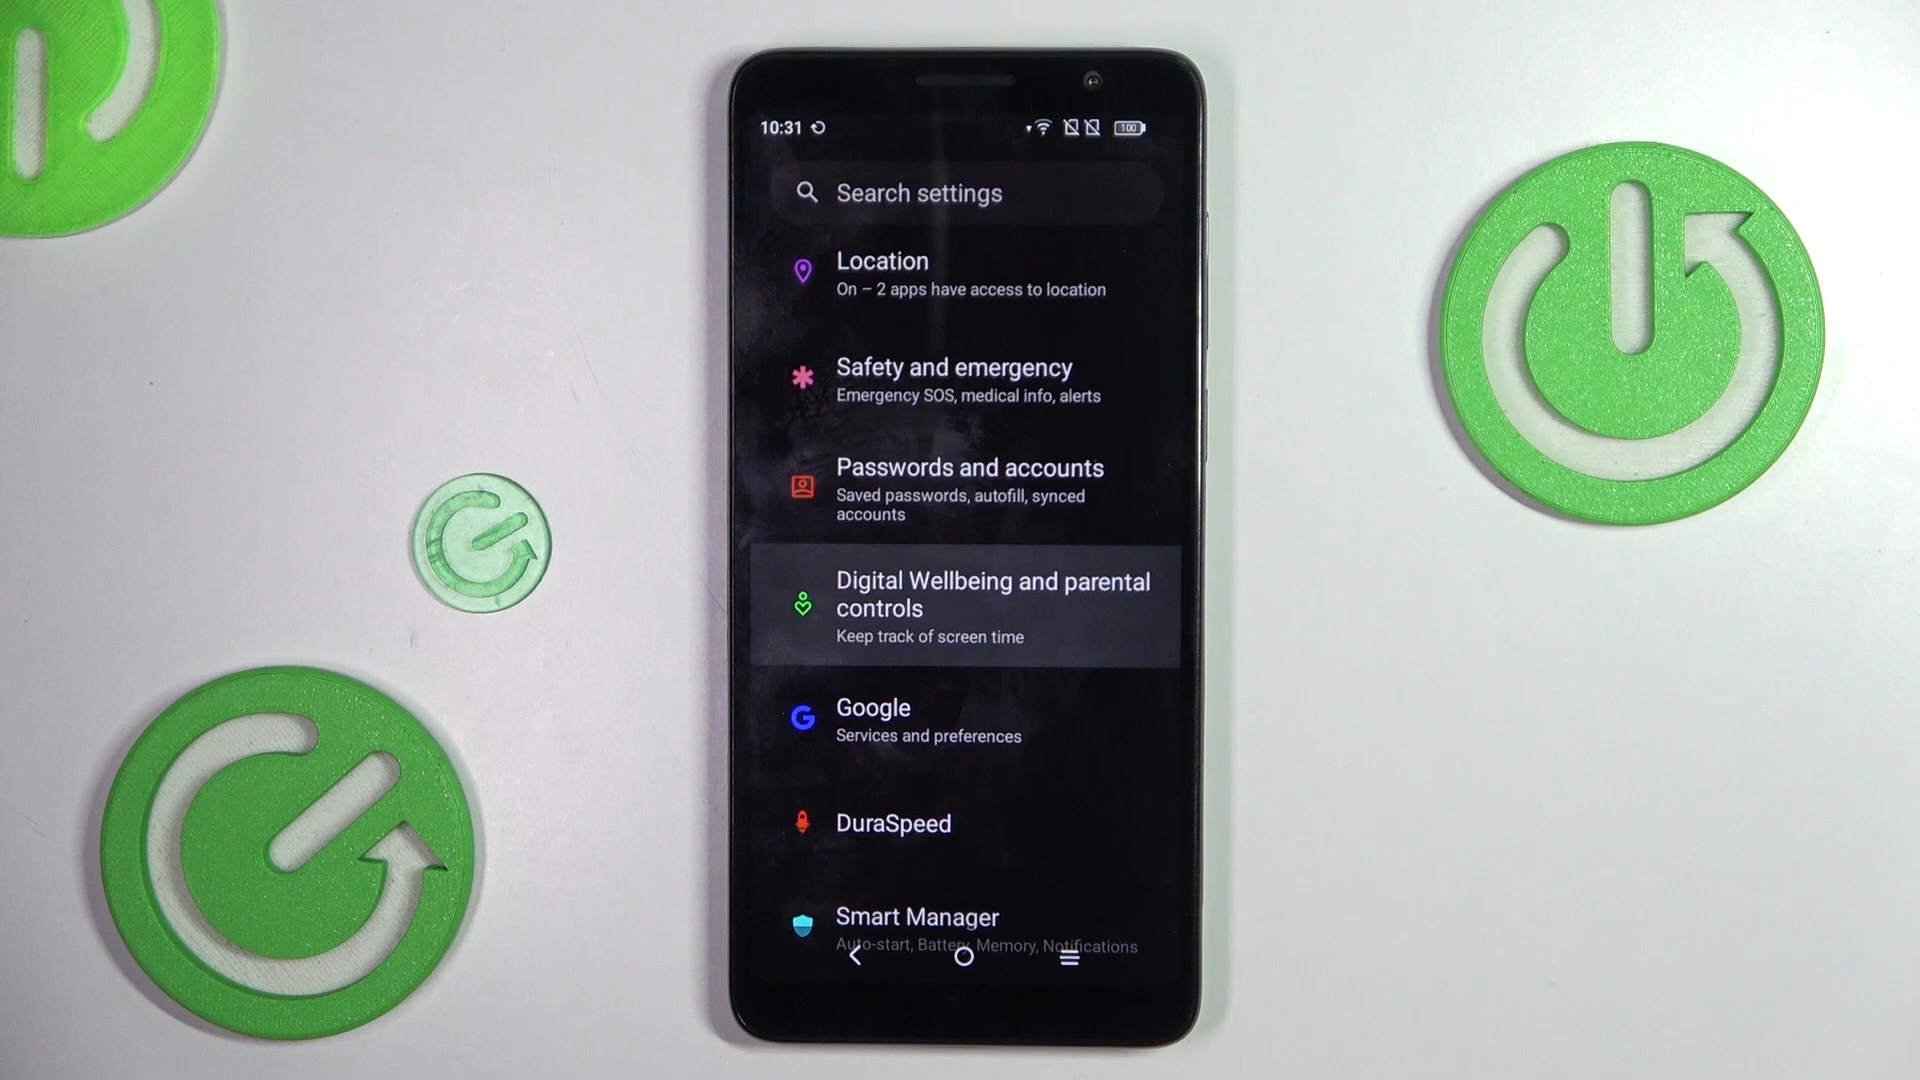 10:31
100
Search settings
Location
On – 2 apps have access to location
Safety and emergency
Emergency SOS, medical info, alerts
Passwords and accounts
Saved passwords, autofill, synced
accounts
Digital Wellbeing and parental
controls
Keep track of screen time
Google
Services and preferences
DuraSpeed
Smart Manager
Auto-start, Battery, Memory, Notifications